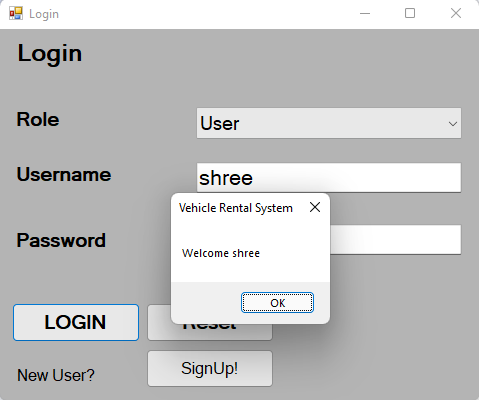 Login
Login
Role
User
Username
shree
Vehicle Rental System
Password
Welcome shree
OK
LOGIN
Reset
New User?
SignUp!